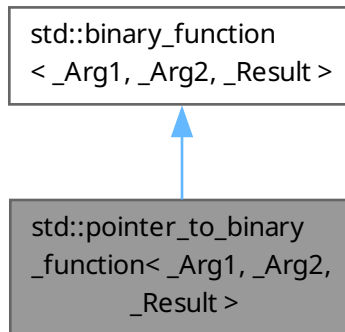 std::binary_function
< _Arg1, _Arg2, _Result >
std::pointer_to_binary
_function< _Arg1, _Arg2,
_Result >